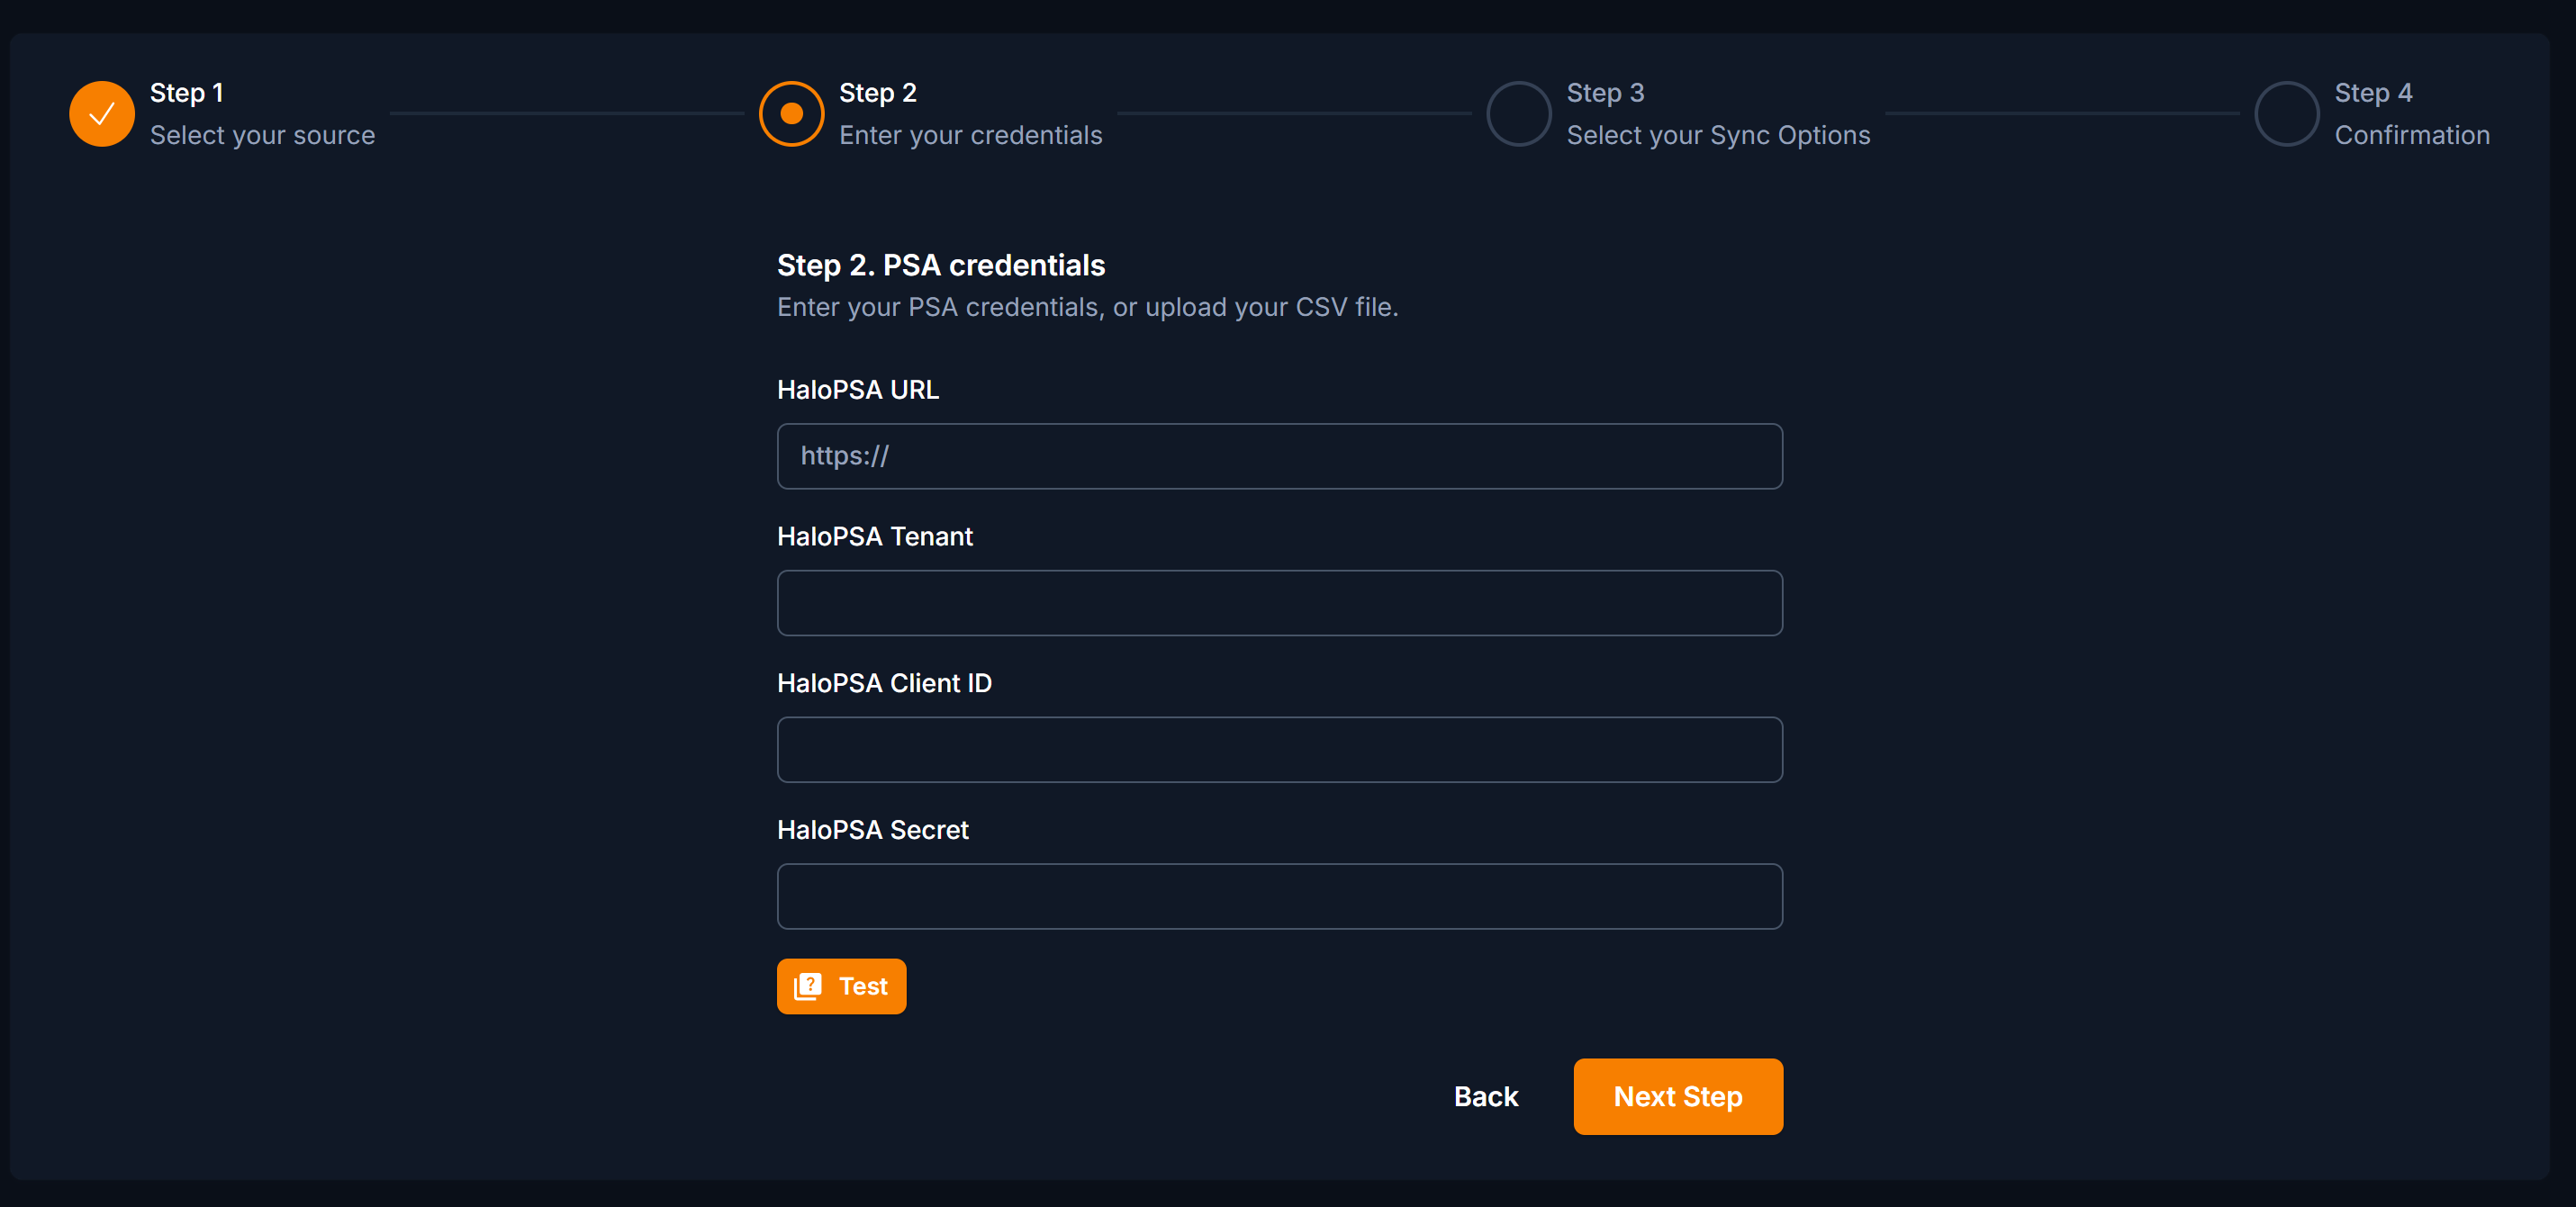 Step 1
Select your source
Step 2
Enter your credentials
Step 3
Select your Sync Options
Step 4
Confirmation
Step 2. PSA credentials
Enter your PSA credentials, or upload your CSV file.
HaloPSA URL
https://
HaloPSA Tenant
HaloPSA Client ID
HaloPSA Secret
? Test
Back
Next Step